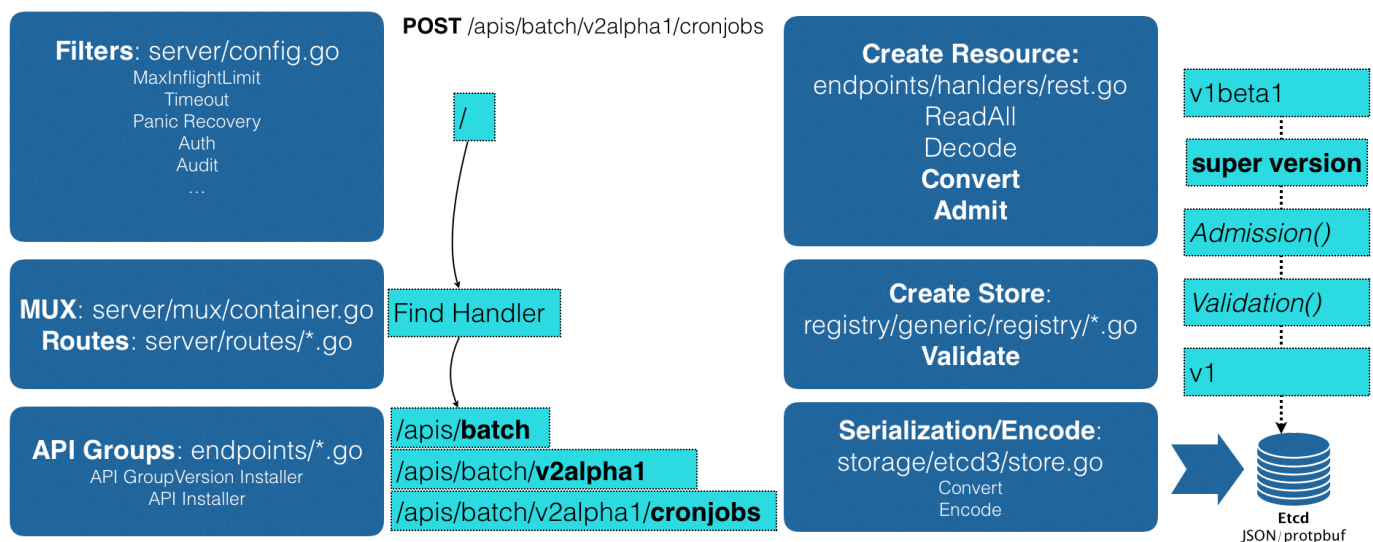 Filters: server/config.go
MaxInflightLimit
Timeout
Panic Recovery
Auth
Audit
...
MUX: server/mux/container.go
Routes: server/routes/*.go
API Groups: endpoints/*.go
API GroupVersion Installer
API Installer
POST /apis/batch/v2alpha1/cronjobs
/
Find Handler
/apis/batch
/apis/batch/v2alpha1
/apis/batch/v2alpha1/cronjobs
Create Resource:
endpoints/hanlders/rest.go
ReadAll
Decode
Convert
Admit
Create Store:
registry/generic/registry/*.go
Validate
Serialization/Encode:
storage/etcd3/store.go
Convert
Encode
v1beta1
super version
Admission()
Validation()
v1
Etcd
JSON/protpbuf